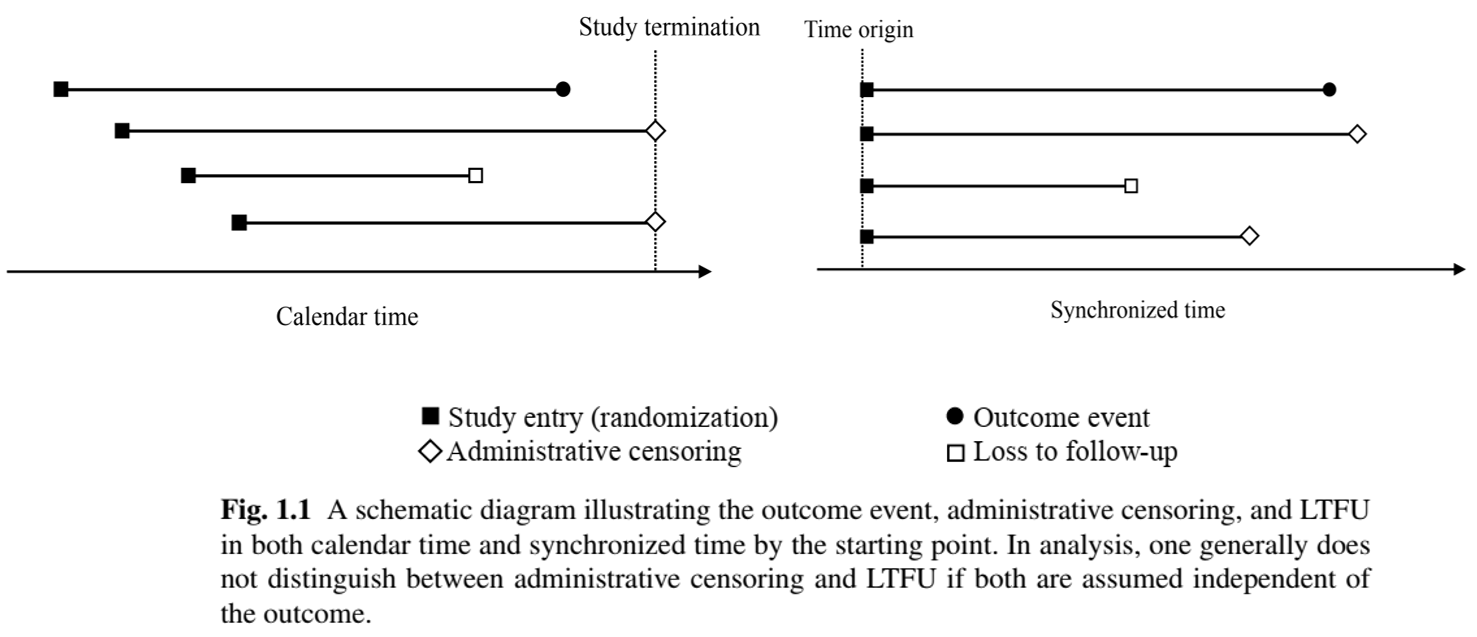 Study termination
Time origin
Calendar time
Synchronized time
Study entry (randomization)
Outcome event
Administrative censoring
Loss to follow-up
Fig. 1.1 A schematic diagram illustrating the outcome event, administrative censoring, and LTFU
in both calendar time and synchronized time by the starting point. In analysis, one generally does
not distinguish between administrative censoring and LTFU if both are assumed independent of
the outcome.